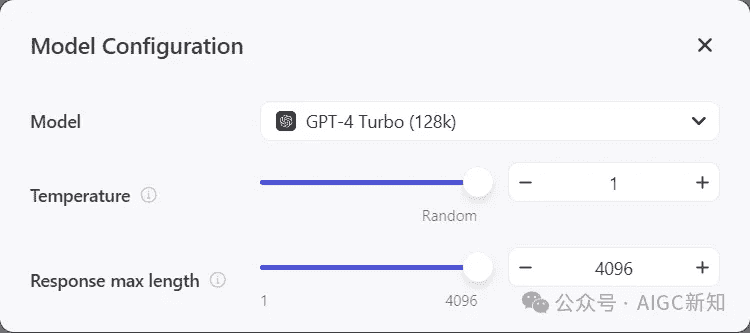 Model Configuration
Model
GPT-4 Turbo (128k)
Temperature
1
Random
Response max length
4096
1
4096
公众号 · AIGC新知